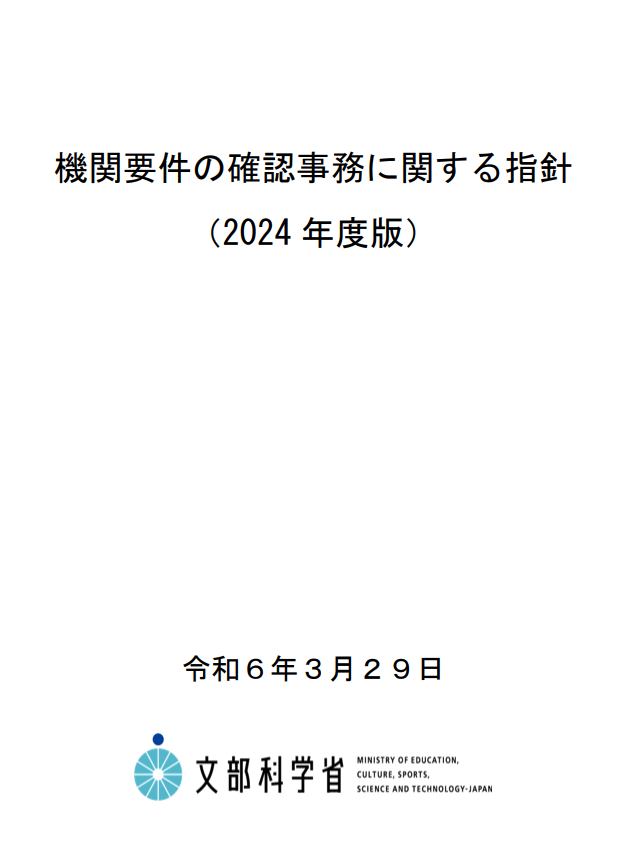 機関要件の確認事務に関する指針
（2024 年度版）
令和６年３月２９日
文部科学省
MINISTRY OF EDUCATION,
CULTURE, SPORTS,
SCIENCE AND TECHNOLOGY-JAPAN